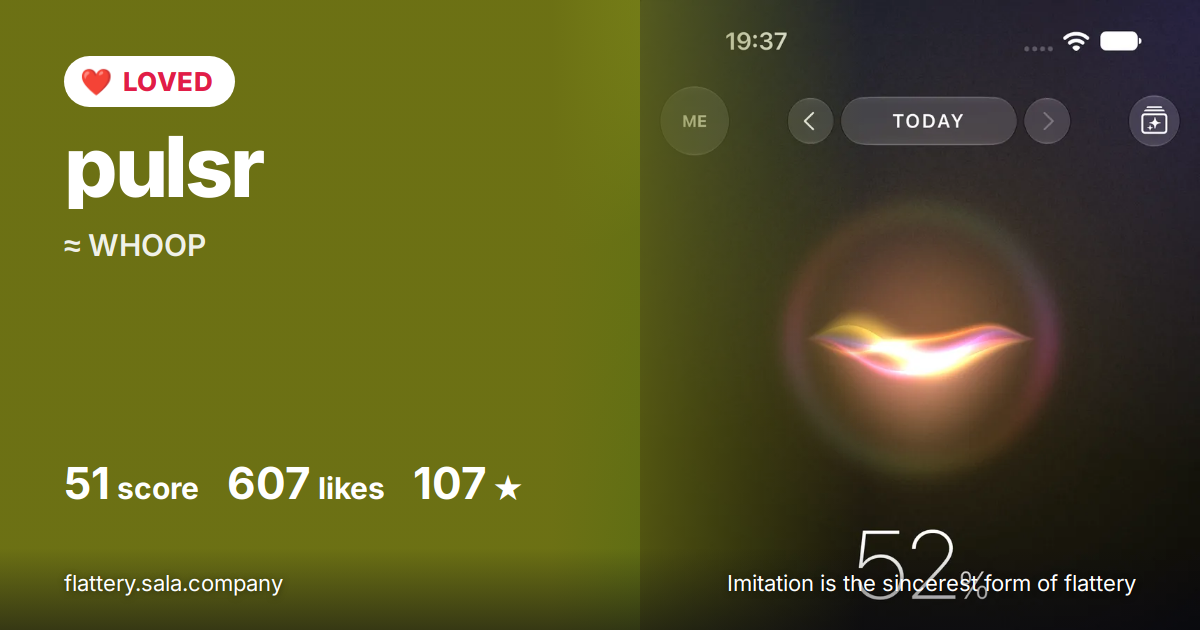 ❤️ LOVED
pulsr
≈ WHOOP
51 score 607 likes 107 ★
flattery.sala.company
19:37
ME
TODAY
52%
Imitation is the sincerest form of flattery